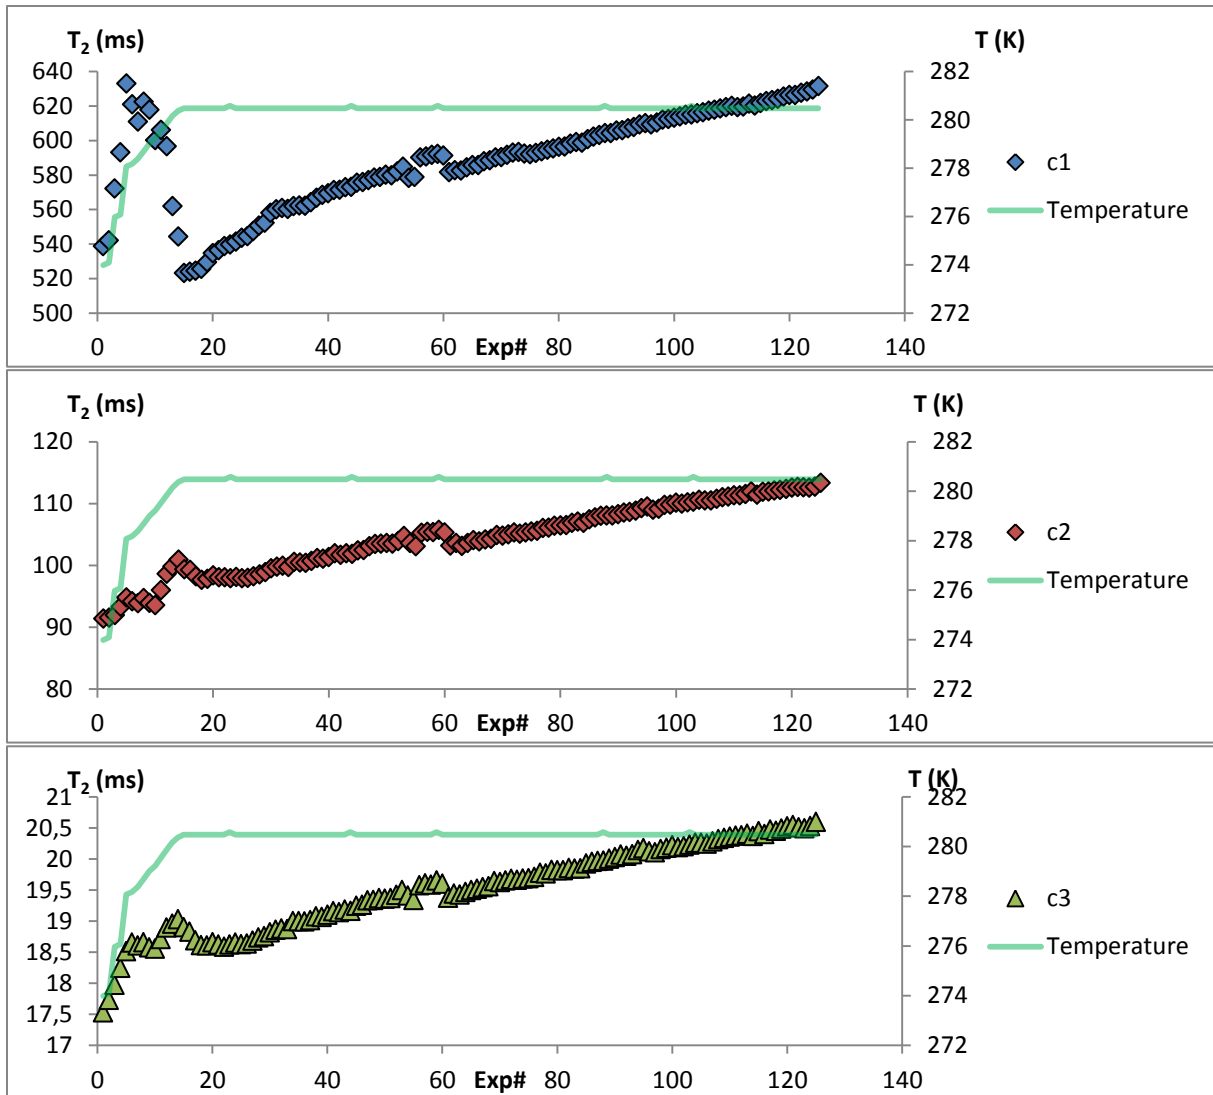 T2 (ms) T (K)
640 282
620 280
600 278
580 276
560 274
540 272
520
500
c1
Temperature
0 20 40 60 80 100 120 140
Exp#
T2 (ms) T (K)
120 282
110 280
100 278
90 276
80 274
272
c2
Temperature
0 20 40 60 80 100 120 140
Exp#
T2 (ms) T (K)
21 282
20,5 280
20 278
19,5 276
19 274
18,5 272
18
17,5
17
c3
Temperature
0 20 40 60 80 100 120 140
Exp#